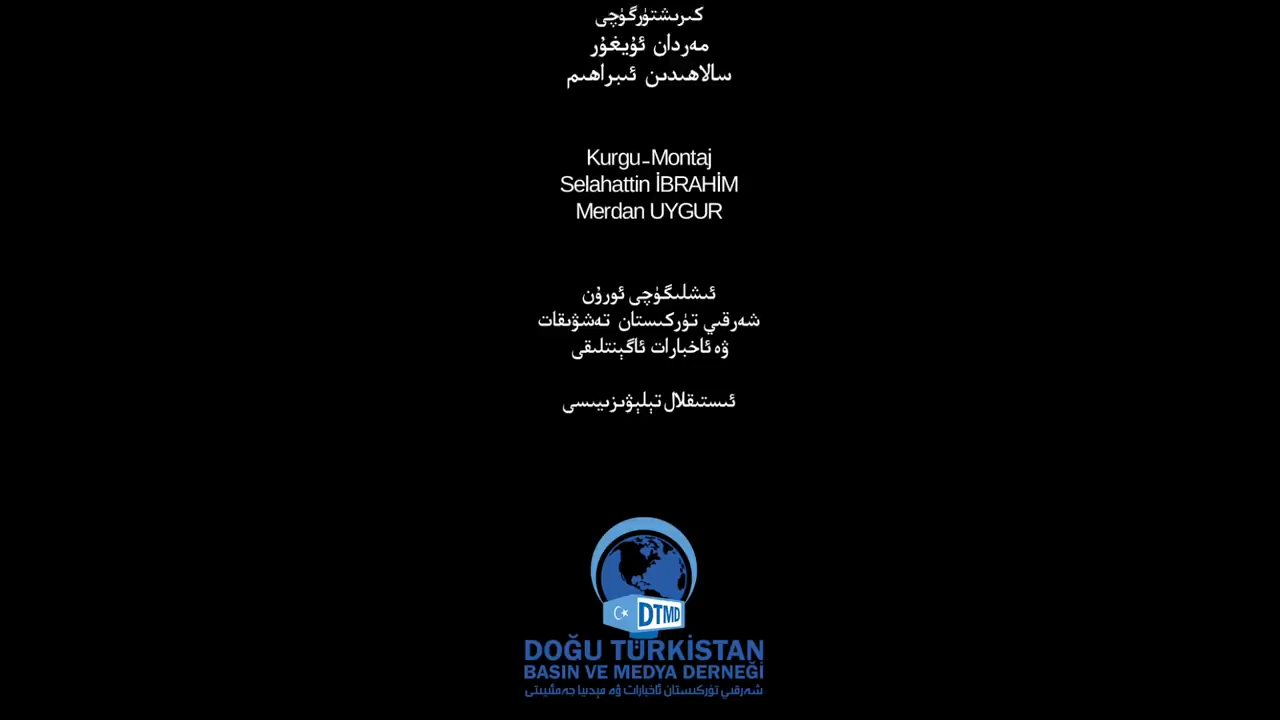 كىرىشتۈرگۈچى
مەردان ئۇيغۇر
سالاھىدىن ئىبراھىم
Kurgu-Montaj
Selahattin İBRAHİM
Merdan UYGUR
ئىشلىگۈچى ئورۇن
شەرقىي تۈركىستان تەشۋىقات
ۋە ئاخبارات ئاگېنتلىقى
ئىستىقلال تېلېۋىزىيىسى
DTMD
DOĞU TÜRKİSTAN
BASIN VE MEDYA DERNEĞİ
شەرقىي تۈركىستان ئاخبارات ۋە مېدىيا جەمئىيىتى